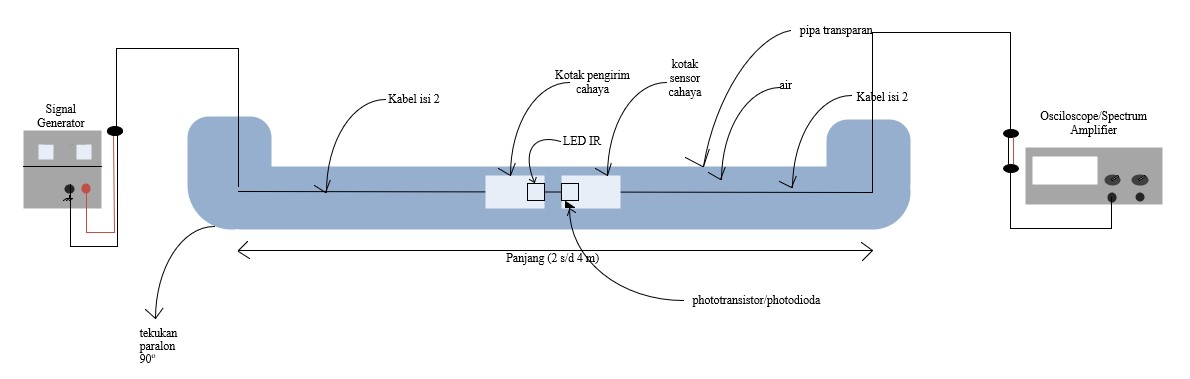 Signal
Generator
Kabel isi 2
Kotak pengirim
cahaya
LED IR
kotak
sensor
cahaya
pipa transparan
air
Kabel isi 2
Osciloscope/Spectrum
Amplifier
Panjang (2 s/d 4 m)
phototransistor/photodioda
tekukan
paralon
90°